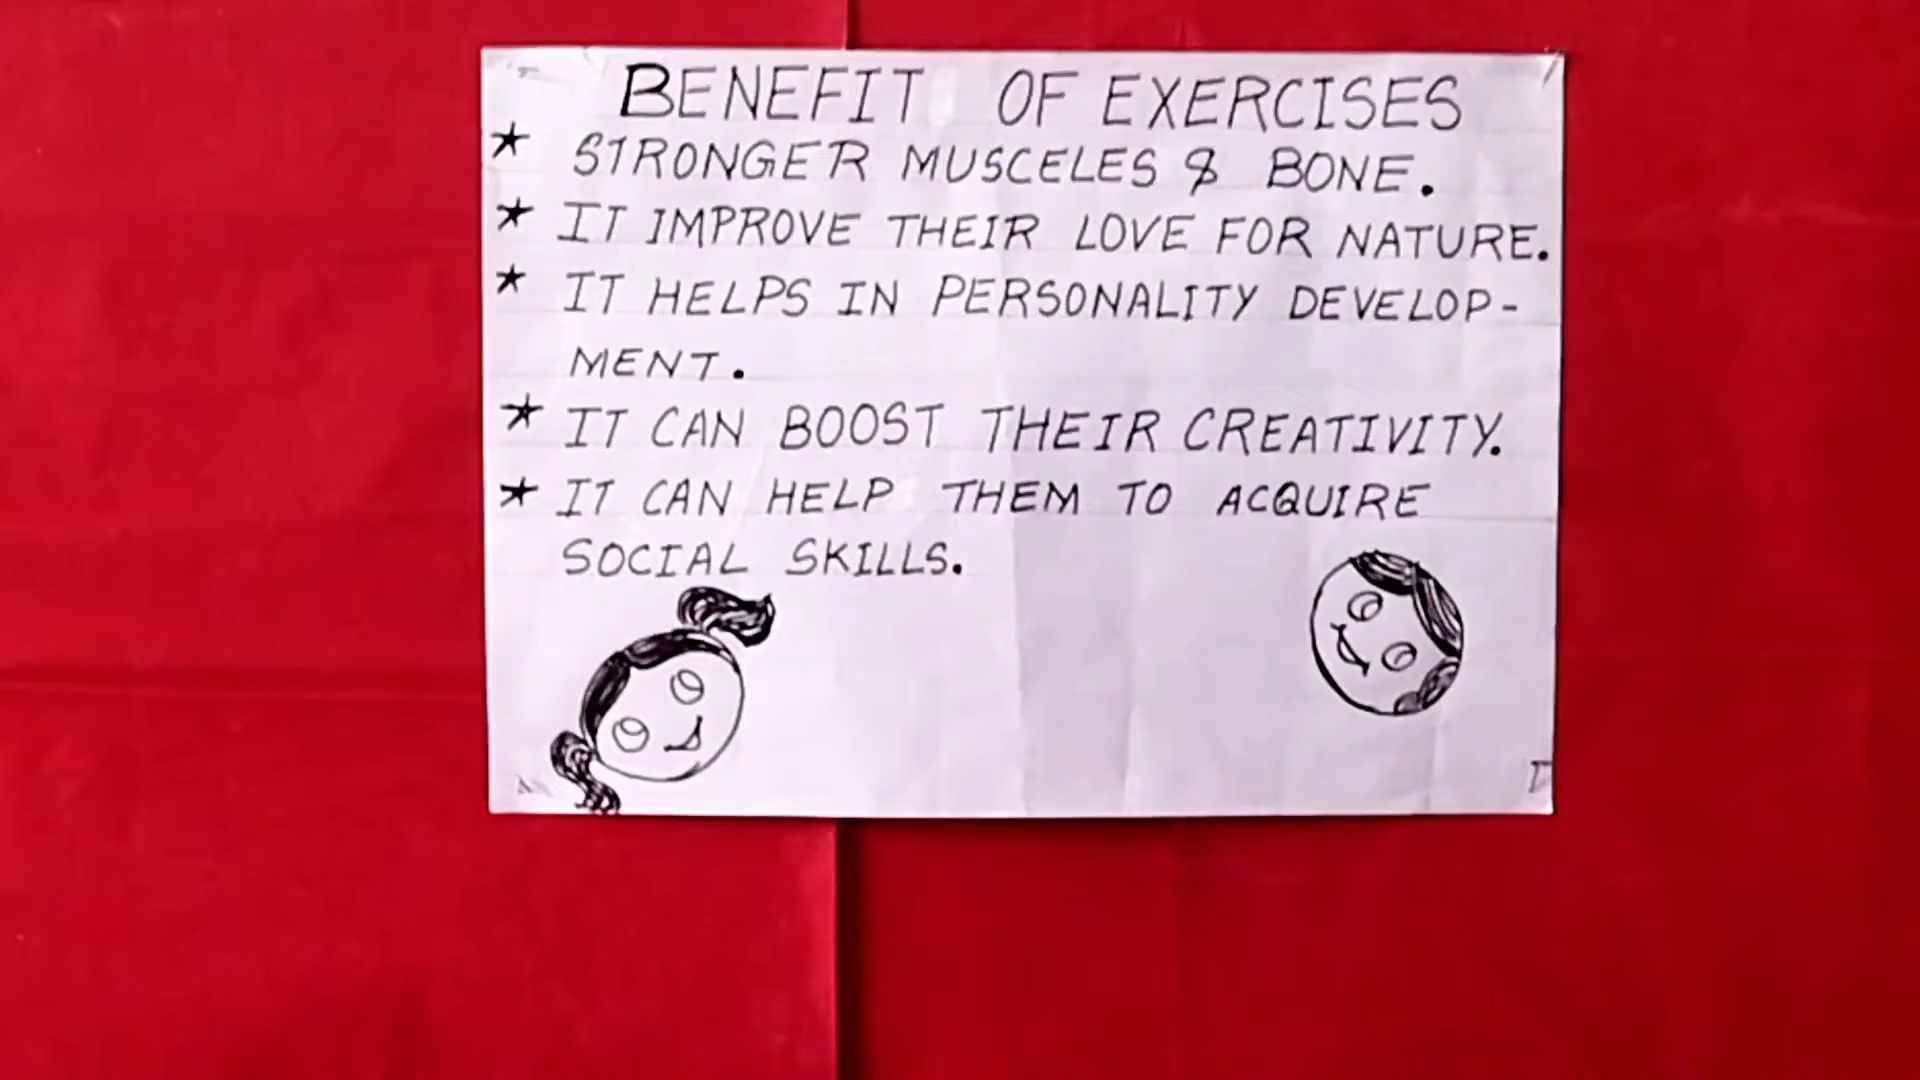 BENEFIT OF EXERCISES
★ STRONGER MUSCELES & BONE.
★ IT IMPROVE THEIR LOVE FOR NATURE.
★ IT HELPS IN PERSONALITY DEVELOP-
MENT.
★ IT CAN BOOST THEIR CREATIVITY.
★ IT CAN HELP THEM TO ACQUIRE
SOCIAL SKILLS.